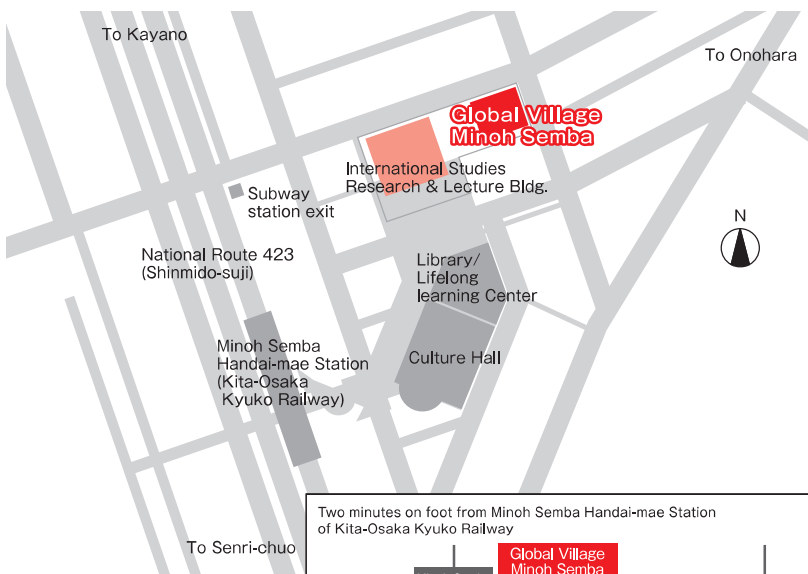 To Kayano
To Onohara
Global Village
Minoh Semba
International Studies
Research & Lecture Bldg.
Subway
station exit
N
National Route 423
(Shinmido-suji)
Library/
Lifelong
learning Center
Minoh Semba
Handai-mae Station
(Kita-Osaka
Kyuko Railway)
Culture Hall
Two minutes on foot from Minoh Semba Handai-mae Station
of Kita-Osaka Kyuko Railway
To Senri-chuo
Global Village
Minoh Semba